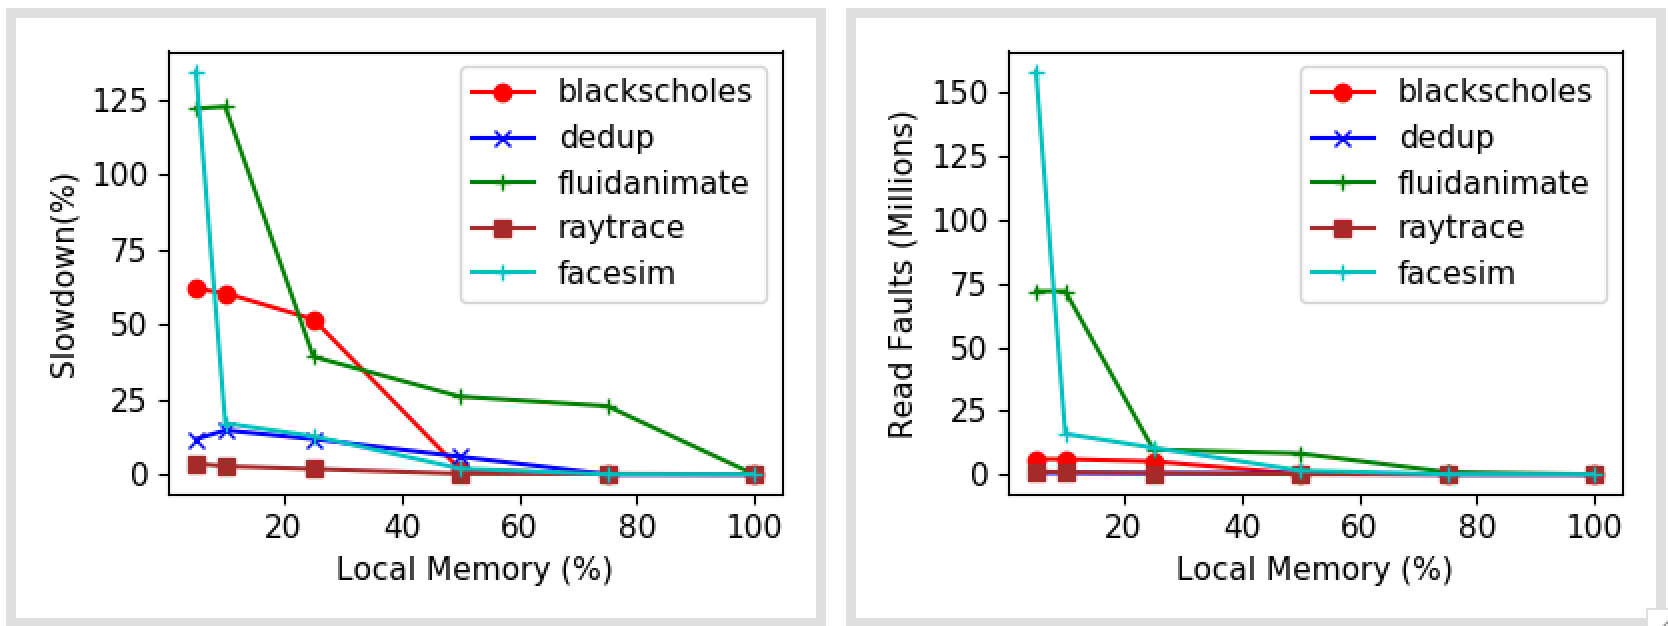 125
100
75
50
25
0
Slowdown(%)
20 40 60 80 100
Local Memory (%)
blackscholes
dedup
fluidanimate
raytrace
facesim
150
125
100
75
50
25
0
Read Faults (Millions)
20 40 60 80 100
Local Memory (%)
blackscholes
dedup
fluidanimate
raytrace
facesim